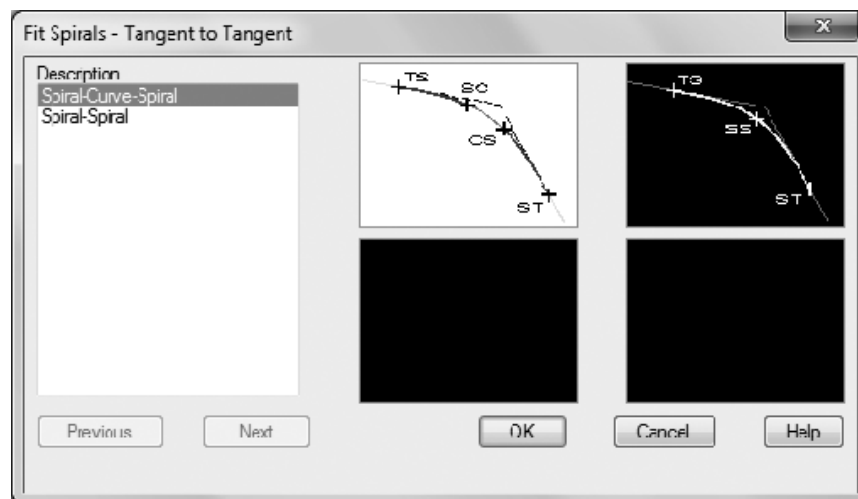 Fit Spirals - Tangent to Tangent
x
Description
Spiral-Curve-Spiral
Spiral-Spiral
TS
SC
CS
ST
TS
SS
ST
Previous
Next
OK
Cancel
Help